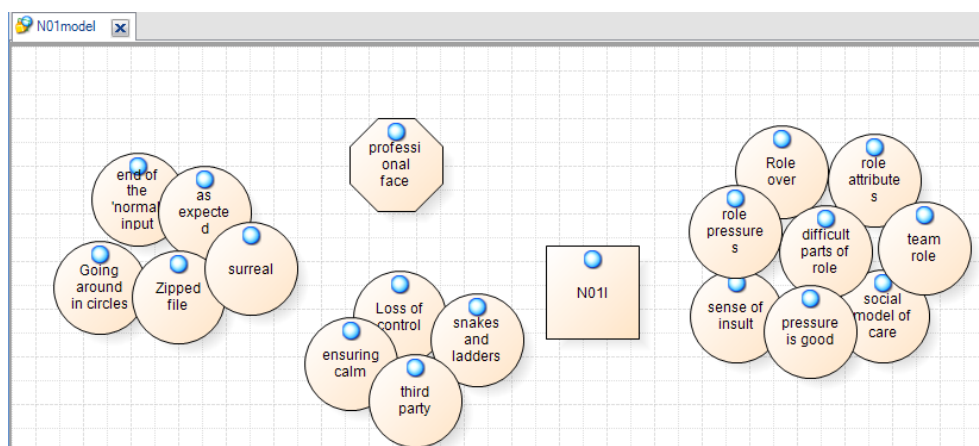 N01model
professi
onal
face
end of
the
'normal'
input
as
expecte
d
surreal
Going
around
in circles
Zipped
file
Loss of
control
snakes
and
ladders
ensuring
calm
third
party
N01I
Role
over
role
attribute
s
role
pressure
s
difficult
parts of
role
team
role
sense of
insult
pressure
is good
social
model of
care